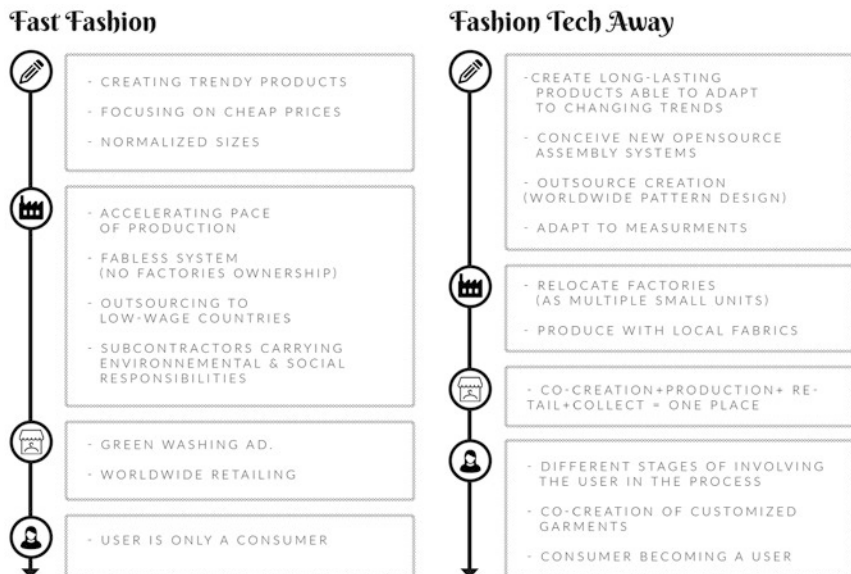 Fast Fashion
- CREATING TRENDY PRODUCTS
- FOCUSING ON CHEAP PRICES
- NORMALIZED SIZES
- ACCELERATING PACE
OF PRODUCTION
- FABLESS SYSTEM
(NO FACTORIES OWNERSHIP)
- OUTSOURCING TO
LOW-WAGE COUNTRIES
- SUBCONTRACTORS CARRYING
ENVIRONNEMENTAL & SOCIAL
RESPONSIBILITIES
- GREEN WASHING AD.
- WORLDWIDE RETAILING
- USER IS ONLY A CONSUMER
Fashion Tech Away
-CREATE LONG-LASTING
PRODUCTS ABLE TO ADAPT
TO CHANGING TRENDS
- CONCEIVE NEW OPENSOURCE
ASSEMBLY SYSTEMS
- OUTSOURCE CREATION
(WORLDWIDE PATTERN DESIGN)
- ADAPT TO MEASURMENTS
- RELOCATE FACTORIES
(AS MULTIPLE SMALL UNITS)
- PRODUCE WITH LOCAL FABRICS
- CO-CREATION+PRODUCTION+ RE-
TAIL+COLLECT = ONE PLACE
- DIFFERENT STAGES OF INVOLVING
THE USER IN THE PROCESS
- CO-CREATION OF CUSTOMIZED
GARMENTS
- CONSUMER BECOMING A USER